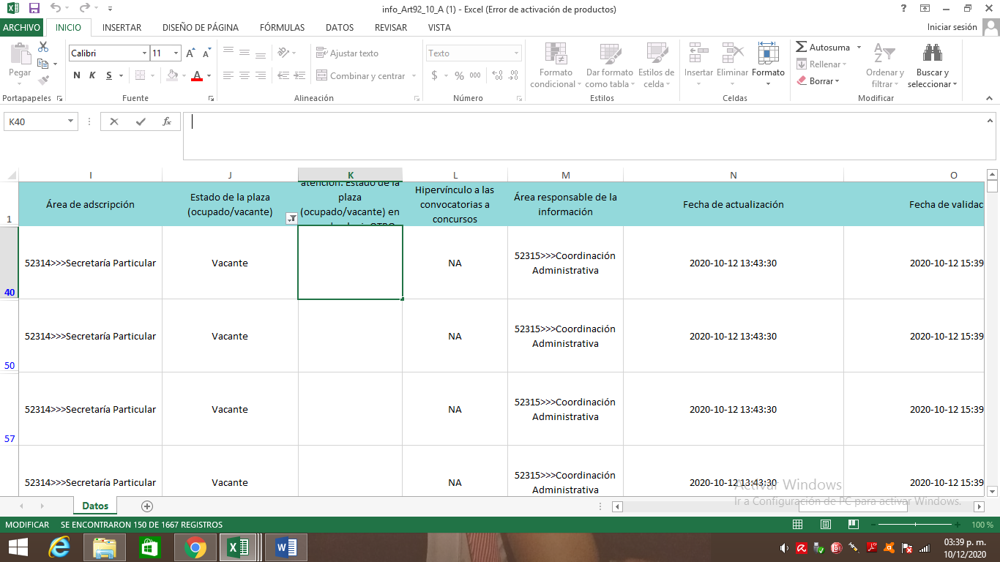 info_Art92_10_A (1) - Excel (Error de activación de productos)
ARCHIVO INICIO INSERTAR DISEÑO DE PÁGINA FÓRMULAS DATOS REVISAR VISTA Iniciar sesión
Pegar
Calibri 11
N K S
A
Ajustar texto
Combinar y centrar
Texto
$ % 000
Formato condicional
Dar formato como tabla
Estilos de celda
Insertar Eliminar Formato
Autosuma
Rellenar
Borrar
Ordenar y filtrar
Buscar y seleccionar
Portapapeles Fuente Alineación Número Estilos Celdas Modificar
K40 fx
I J K L M N O
1
Área de adscripción
Estado de la plaza
(ocupado/vacante)
atención: Estado de la
plaza
(ocupado/vacante) en
Hipervínculo a las
convocatorias a
concursos
Área responsable de la
información
Fecha de actualización
Fecha de validac
40 52314>>>Secretaría Particular Vacante NA 52315>>>Coordinación Administrativa 2020-10-12 13:43:30 2020-10-12 15:39
50 52314>>>Secretaría Particular Vacante NA 52315>>>Coordinación Administrativa 2020-10-12 13:43:30 2020-10-12 15:39
57 52314>>>Secretaría Particular Vacante NA 52315>>>Coordinación Administrativa 2020-10-12 13:43:30 2020-10-12 15:39
52314>>>Secretaría Particular Vacante NA 52315>>>Coordinación Administrativa 2020-10-12 13:43:30 2020-10-12 15:39
Activar Windows
Ir a Configuración de PC para activar Windows.
Datos
MODIFICAR SE ENCONTRARON 150 DE 1667 REGISTROS 100 %
03:39 p. m.
10/12/2020